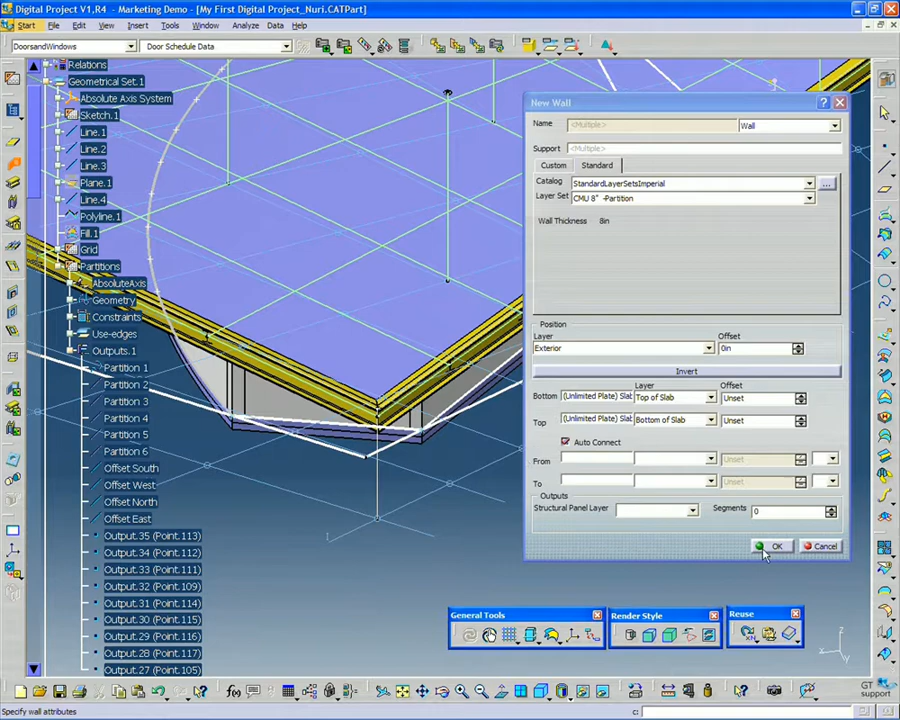 Digital Project V1,R4 - Marketing Demo - [My First Digital Project_Nuri.CATPart]
Start File Edit Tools Insert Tools Window Analyze Data Help
DoorsandWindows Door Schedule Data
Relations
Geometrical Set.1
Absolute Axis System
Sketch.1
Line.1
Line.2
Line.3
Plane.1
Line.4
Polyline.1
Fill.1
Grid
Partitions
AbsoluteAxis
Geometry
Constraints
Use-edges
Outputs.1
Partition 1
Partition 2
Partition 3
Partition 4
Partition 5
Partition 6
Offset South
Offset West
Offset North
Offset East
Output.35 (Point.113)
Output.34 (Point.112)
Output.33 (Point.111)
Output.32 (Point.109)
Output.31 (Point.114)
Output.30 (Point.115)
Output.29 (Point.116)
Output.28 (Point.117)
Output.27 (Point.105)
New Wall
Name <Multiple> Wall
Support <Multiple>
Custom Standard
Catalog StandardLayerSetsImperial ...
Layer Set CMU 8" -Partition
Wall Thickness 8in
Position
Layer Offset
Exterior 0in
Invert
Layer Offset
Bottom (Unlimited Plate) Slab Top of Slab Unset
Top (Unlimited Plate) Slab Bottom of Slab Unset
Auto Connect
From Unset
To Unset
Outputs
Structural Panel Layer Segments 0
OK Cancel
General Tools
Render Style
Reuse
x
y
z
GT
support
Specify wall attributes
c: